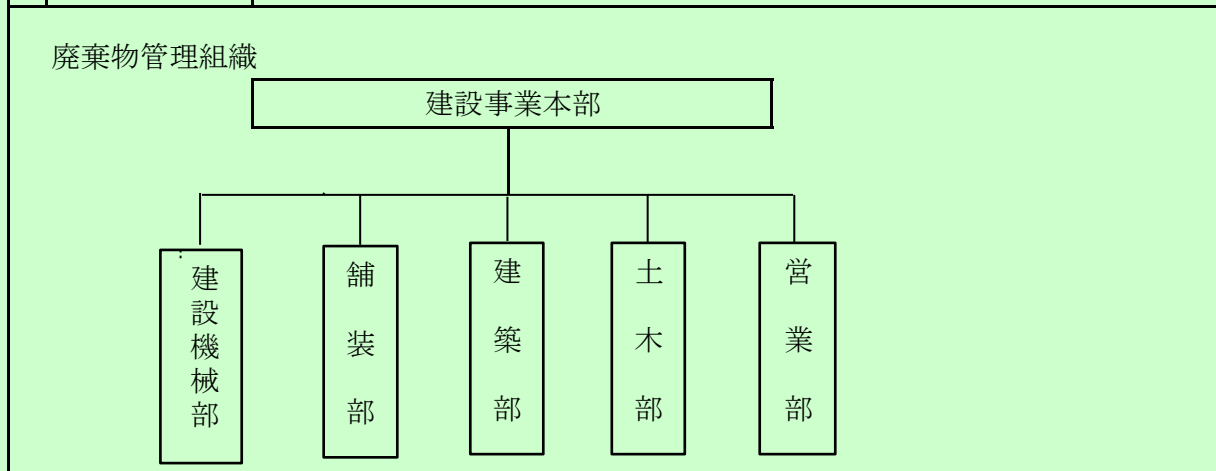 廃棄物管理組織
建設事業本部
建設機械部
舗装部
建築部
土木部
営業部